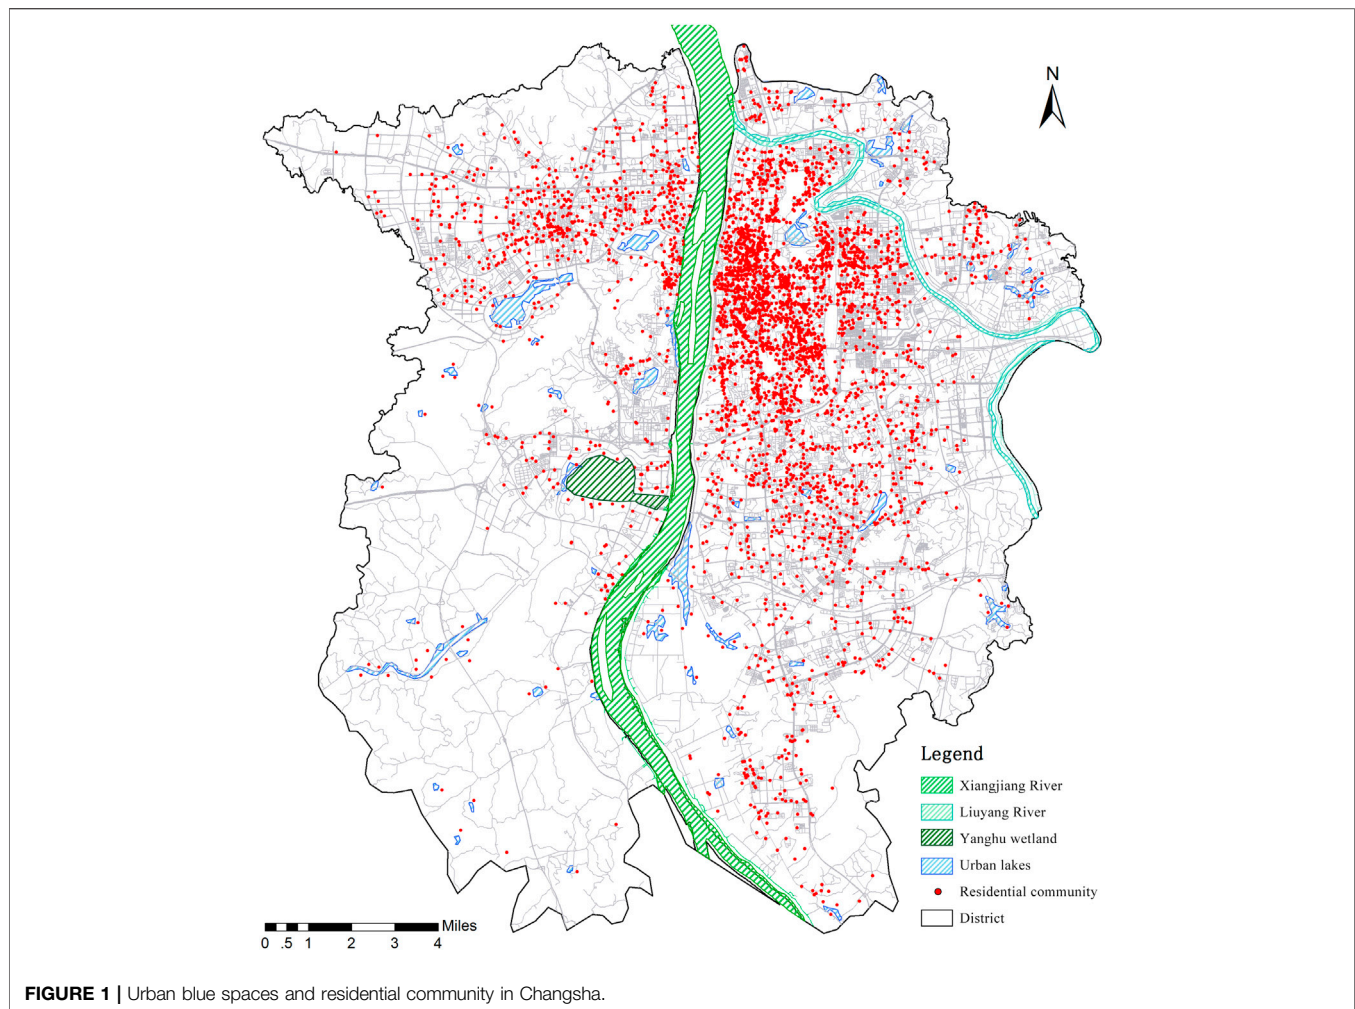 N
Legend
Xiangjiang River
Liuyang River
Yanghu wetland
Urban lakes
Residential community
District
Miles
0 .5 1 2 3 4
FIGURE 1 | Urban blue spaces and residential community in Changsha.